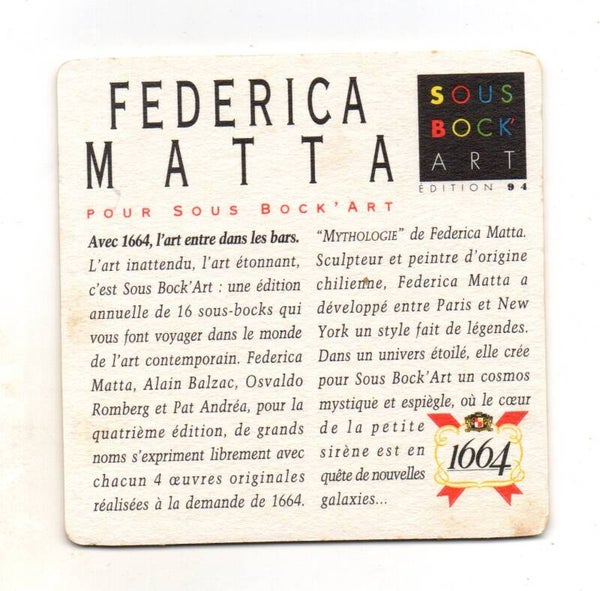 FEDERICA
MATTA
POUR SOUS BOCK'ART
SOUS
BOCK'
ART
ÉDITION 94
Avec 1664, l'art entre dans les bars.
L'art inattendu, l'art étonnant,
c'est Sous Bock'Art : une édition
annuelle de 16 sous-bocks qui
vous font voyager dans le monde
de l'art contemporain. Federica
Matta, Alain Balzac, Osvaldo
Romberg et Pat Andréa, pour la
quatrième édition, de grands
noms s'expriment librement avec
chacun 4 œuvres originales
réalisées à la demande de 1664.
"MYTHOLOGIE" de Federica Matta.
Sculpteur et peintre d'origine
chilienne, Federica Matta a
développé entre Paris et New
York un style fait de légendes.
Dans un univers étoilé, elle crée
pour Sous Bock'Art un cosmos
mystique et espiègle, où le cœur
de la petite
sirène est en
quête de nouvelles
galaxies...
1664